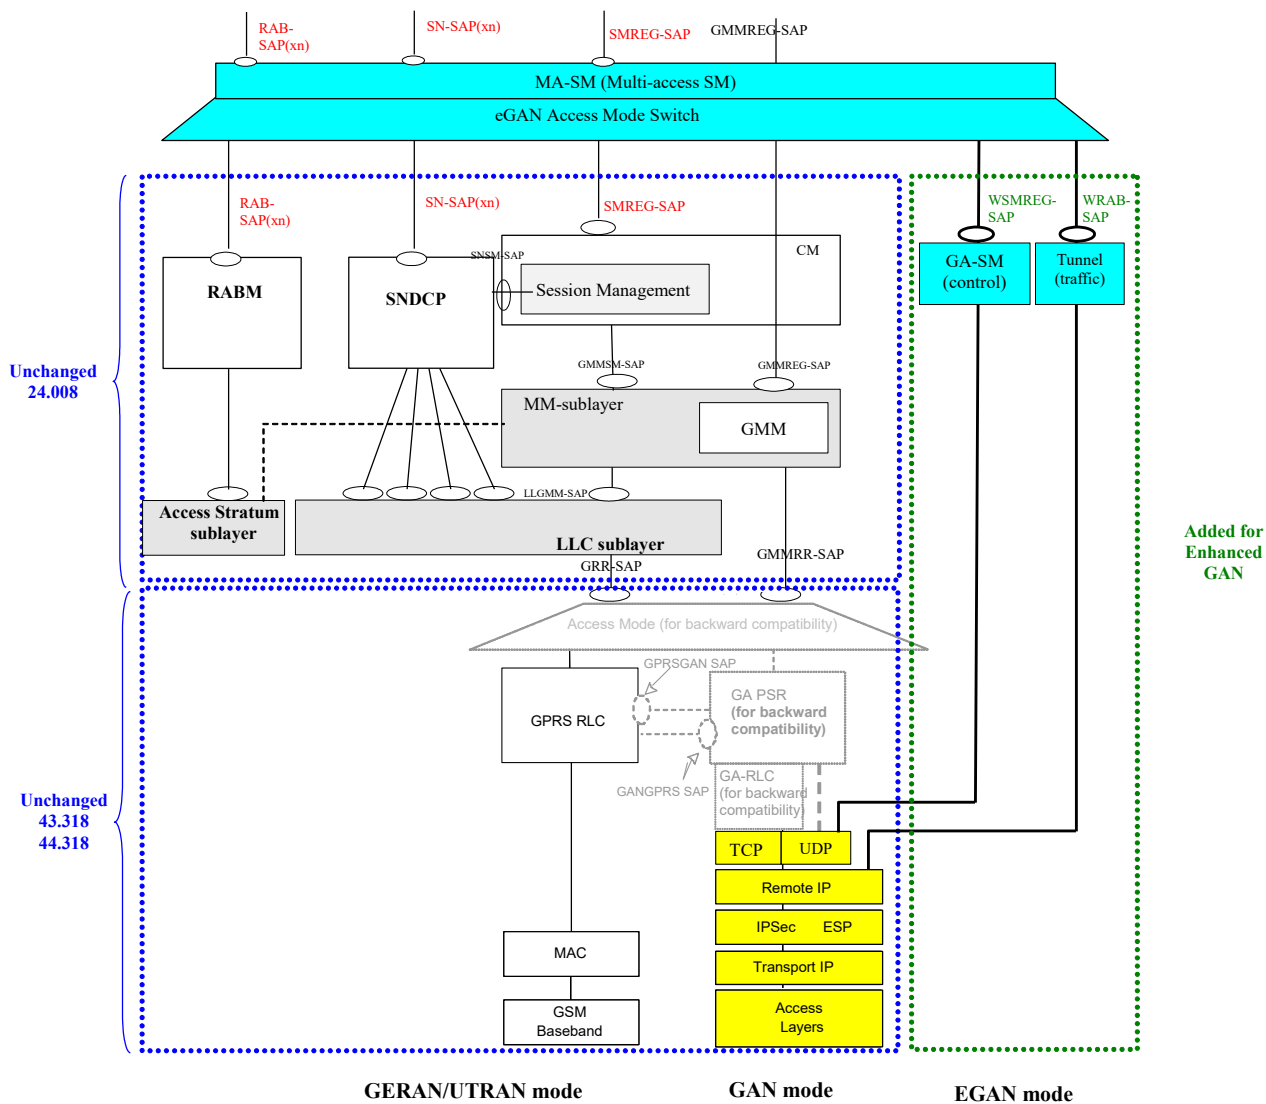 RAB-
SAP(xn)
SN-SAP(xn)
SMREG-SAP
GMMREG-SAP
MA-SM (Multi-access SM)
eGAN Access Mode Switch
RAB-
SAP(xn)
SN-SAP(xn)
SMREG-SAP
WSMREG-
SAP
WRAB-
SAP
SNSM-SAP
CM
RABM
SNDCP
Session Management
GA-SM
(control)
Tunnel
(traffic)
Unchanged
24.008
GMMSM-SAP
GMMREG-SAP
MM-sublayer
GMM
LLGMM-SAP
Access Stratum
sublayer
LLC sublayer
GRR-SAP
GMMRR-SAP
Added for
Enhanced
GAN
Access Mode (for backward compatibility)
GPRSGAN SAP
GPRS RLC
GA PSR
(for backward
compatibility)
GANGPRS SAP
GA-RLC
(for backward
compatibility)
Unchanged
43.318
44.318
TCP
UDP
Remote IP
IPSec ESP
Transport IP
Access
Layers
MAC
GSM
Baseband
GERAN/UTRAN mode
GAN mode
EGAN mode